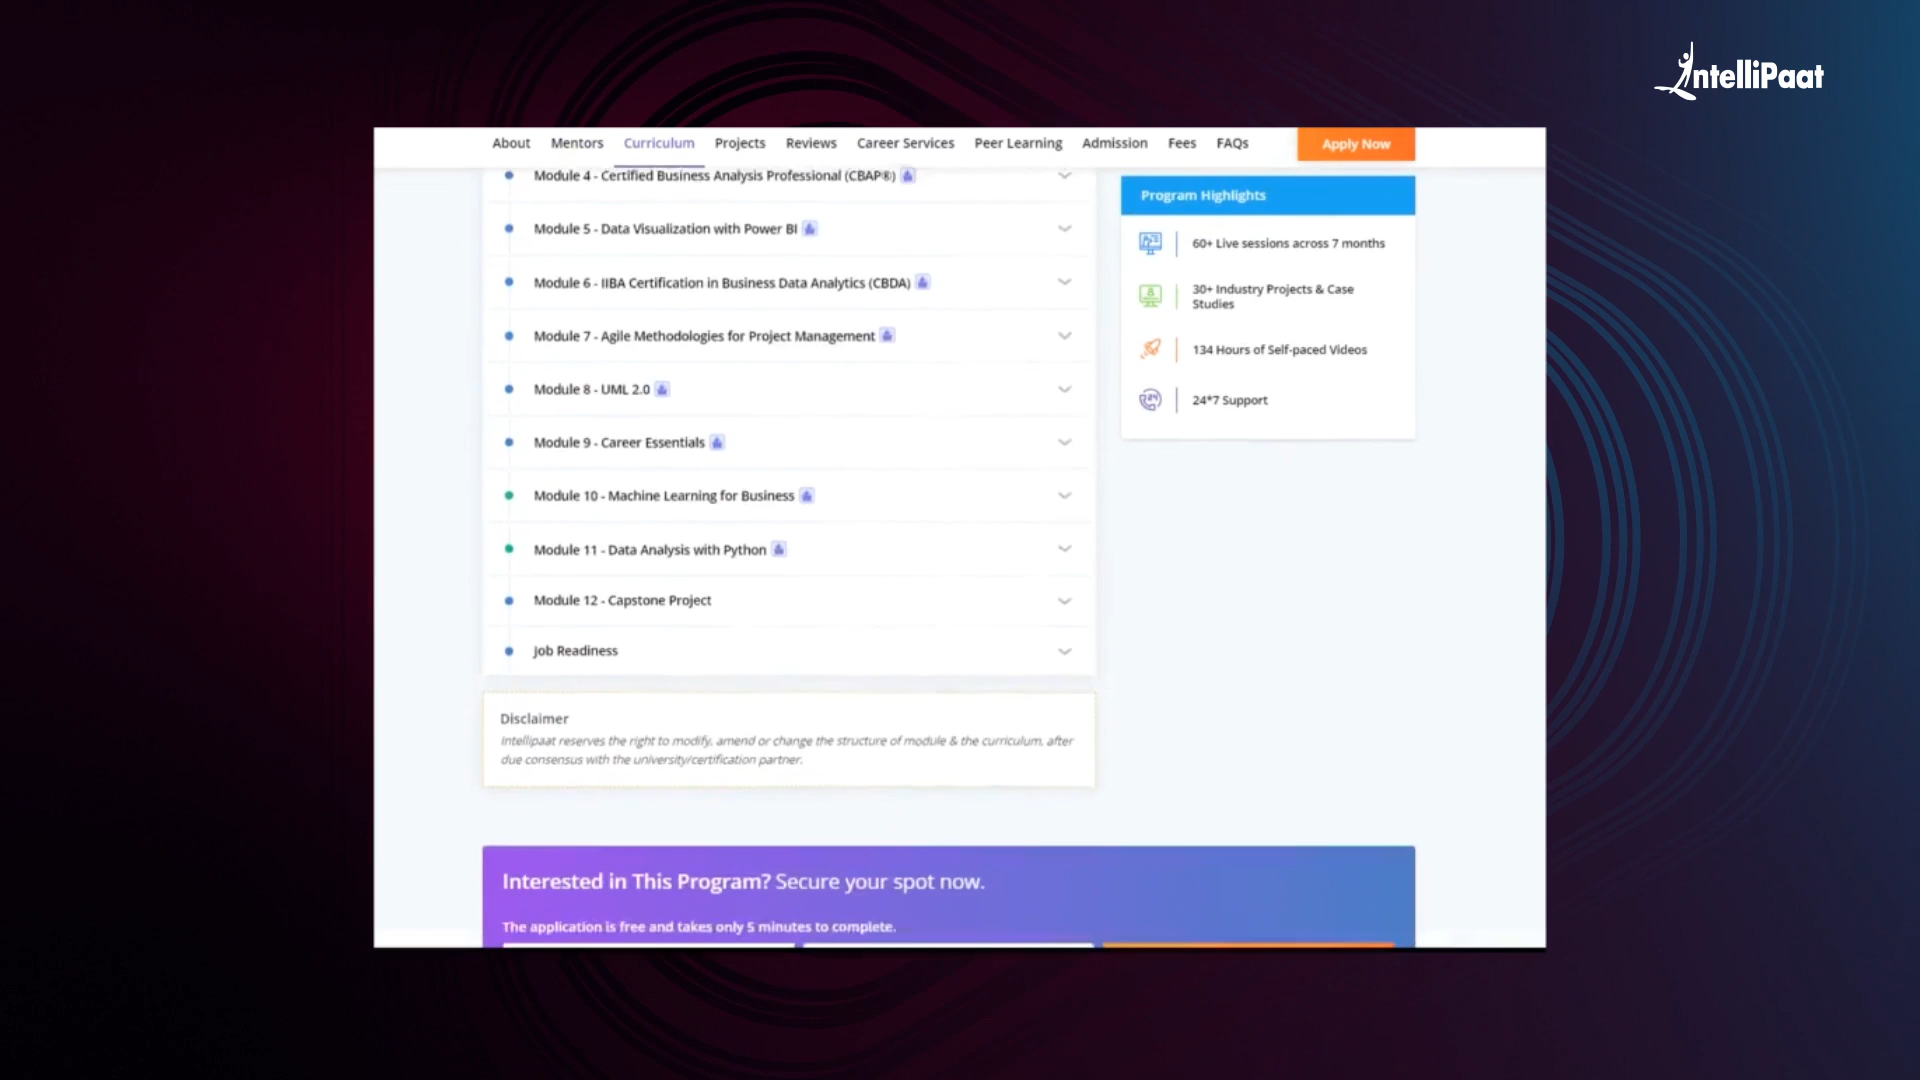 IntelliPaat
About Mentors Curriculum Projects Reviews Career Services Peer Learning Admission Fees FAQs Apply Now
Module 4 - Certified Business Analysis Professional (CBAP®)
Module 5 - Data Visualization with Power BI
Module 6 - IIBA Certification in Business Data Analytics (CBDA)
Module 7 - Agile Methodologies for Project Management
Module 8 - UML 2.0
Module 9 - Career Essentials
Module 10 - Machine Learning for Business
Module 11 - Data Analysis with Python
Module 12 - Capstone Project
Job Readiness
Program Highlights
60+ Live sessions across 7 months
30+ Industry Projects & Case
Studies
134 Hours of Self-paced Videos
24*7 Support
Disclaimer
Intellipaat reserves the right to modify, amend or change the structure of module & the curriculum, after
due consensus with the university/certification partner.
Interested in This Program? Secure your spot now.
The application is free and takes only 5 minutes to complete.